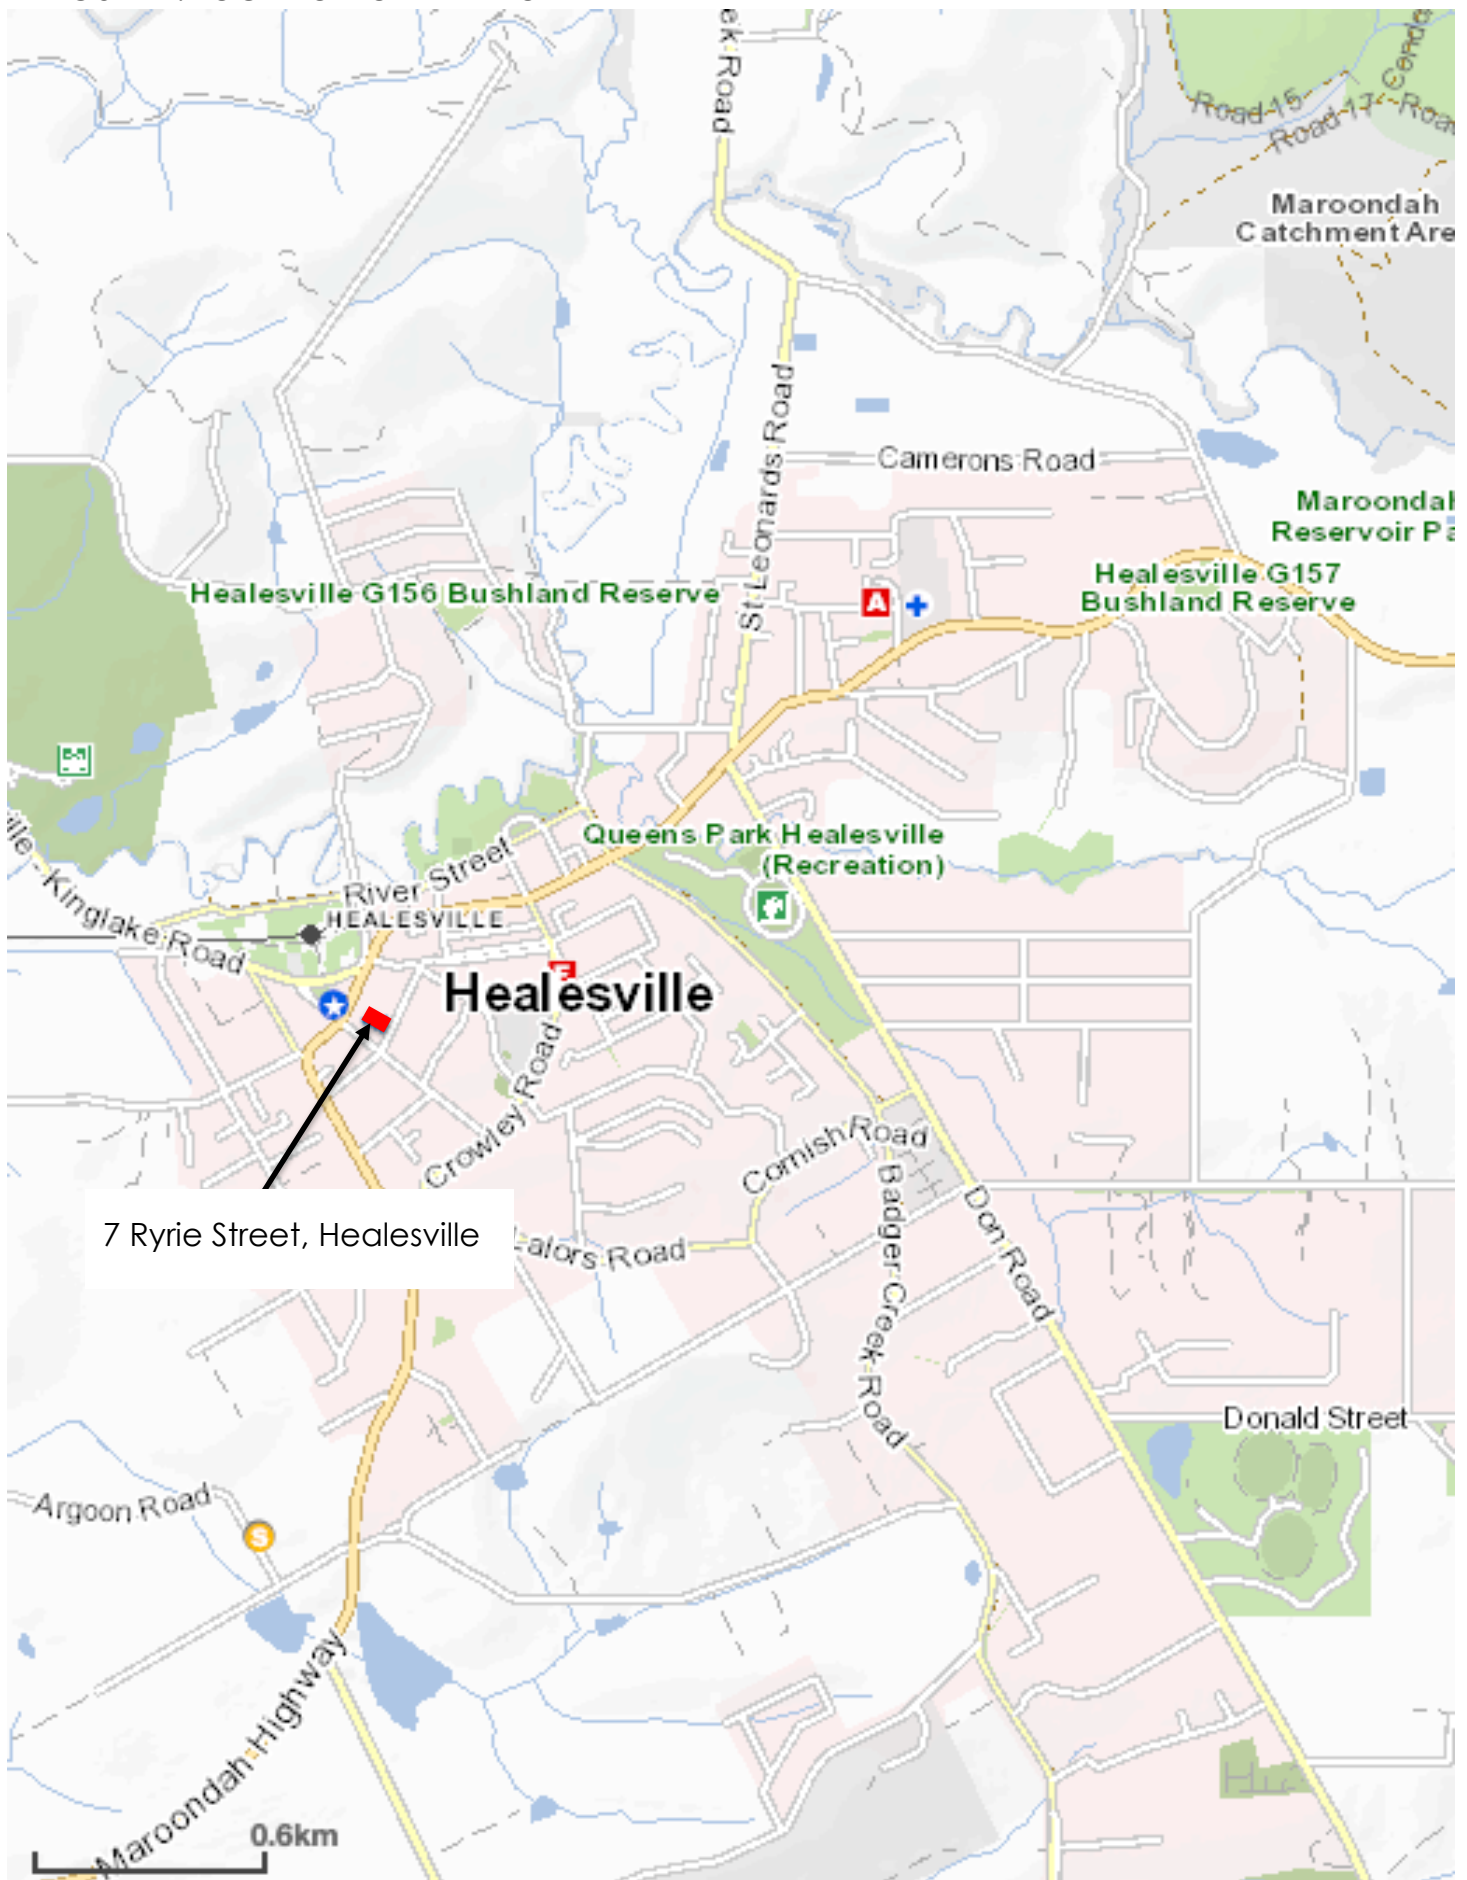 ek Road
Road 15
Road 17
Road
Maroondah
Catchment Are
St Leonards Road
Camerons Road
Maroondah
Reservoir Pa
Healesville G156 Bushland Reserve
Healesville G157
Bushland Reserve
A
ville - Kinglake Road
Queens Park Healesville
(Recreation)
River Street
HEALESVILLE
E
Healesville
Crowley Road
Cornish Road
Badger Creek Road
Don Road
7 Ryrie Street, Healesville
Lalors Road
Donald Street
Argoon Road
S
Maroondah Highway
0.6km